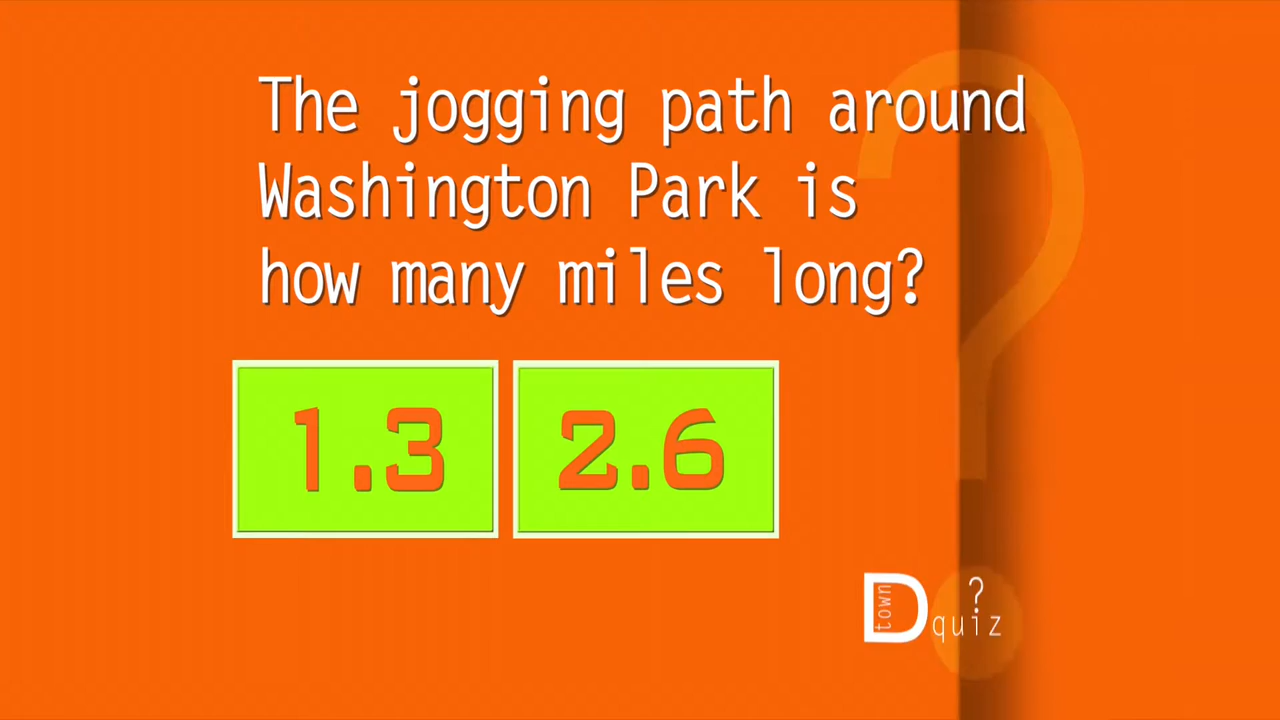 The jogging path around
Washington Park is
how many miles long?
1.3 2.6
D town
?
quiz